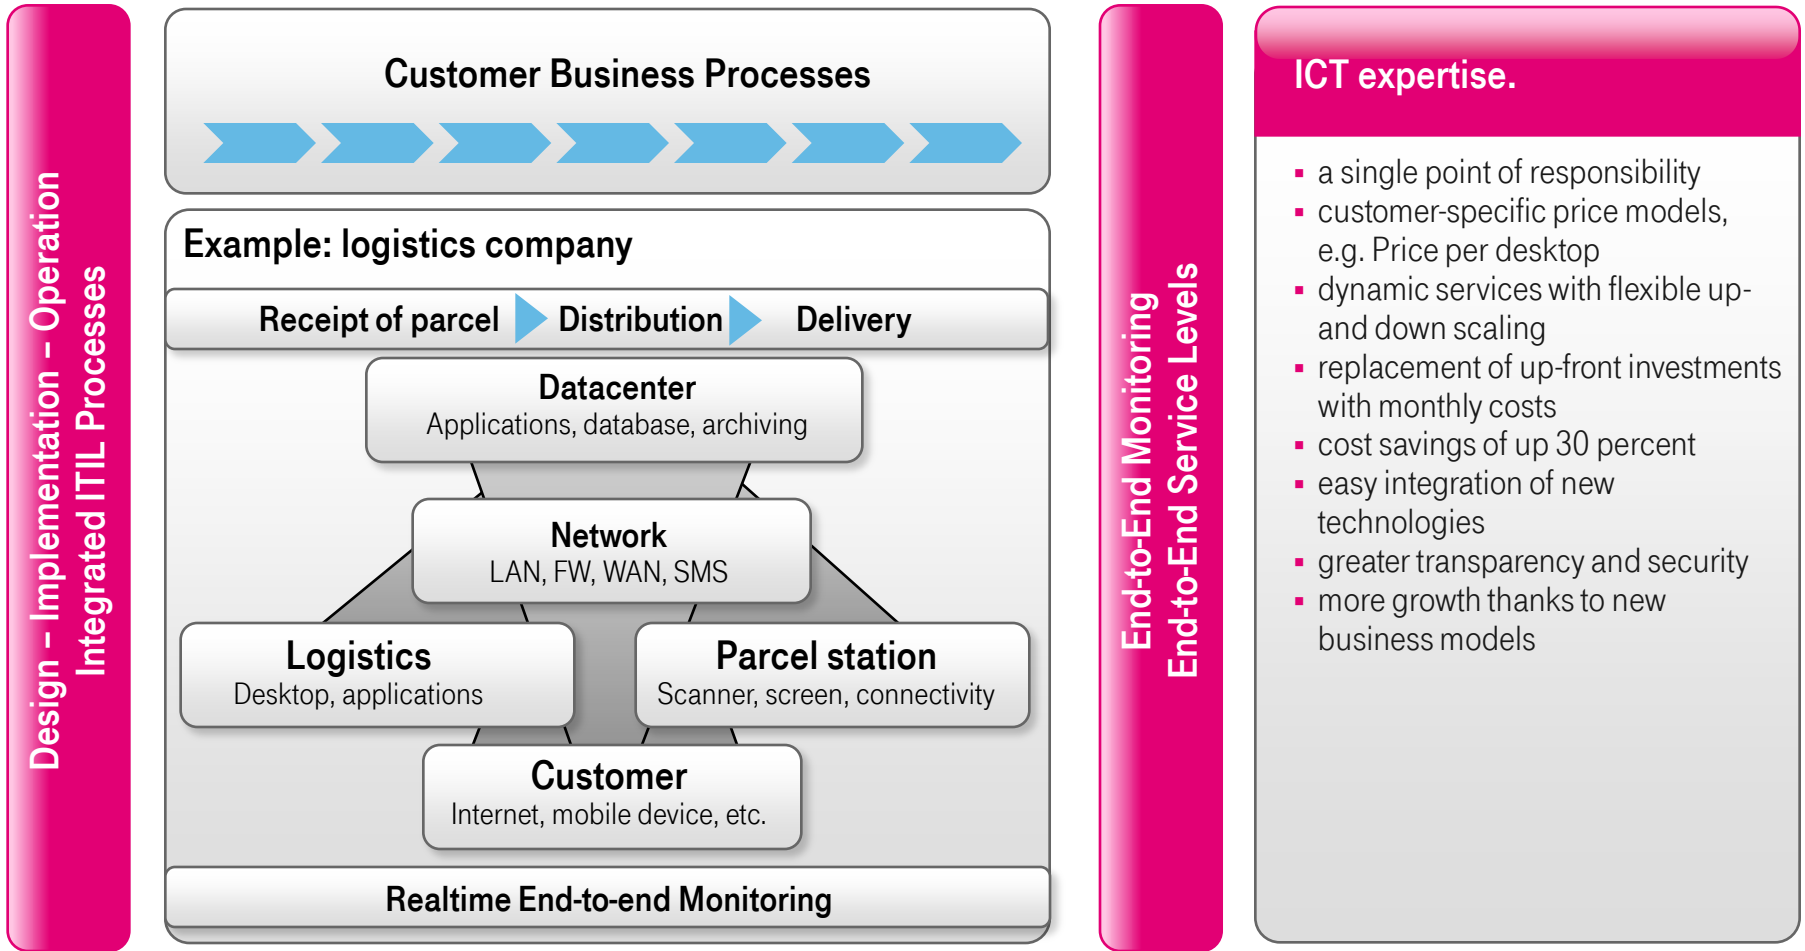 Design – Implementation – Operation
Integrated ITIL Processes
Customer Business Processes
Example: logistics company
Receipt of parcel Distribution Delivery
Datacenter
Applications, database, archiving
Network
LAN, FW, WAN, SMS
Logistics
Desktop, applications
Parcel station
Scanner, screen, connectivity
Customer
Internet, mobile device, etc.
Realtime End-to-end Monitoring
End-to-End Monitoring
End-to-End Service Levels
ICT expertise.
▪ a single point of responsibility
▪ customer-specific price models,
e.g. Price per desktop
▪ dynamic services with flexible up-
and down scaling
▪ replacement of up-front investments
with monthly costs
▪ cost savings of up 30 percent
▪ easy integration of new
technologies
▪ greater transparency and security
▪ more growth thanks to new
business models